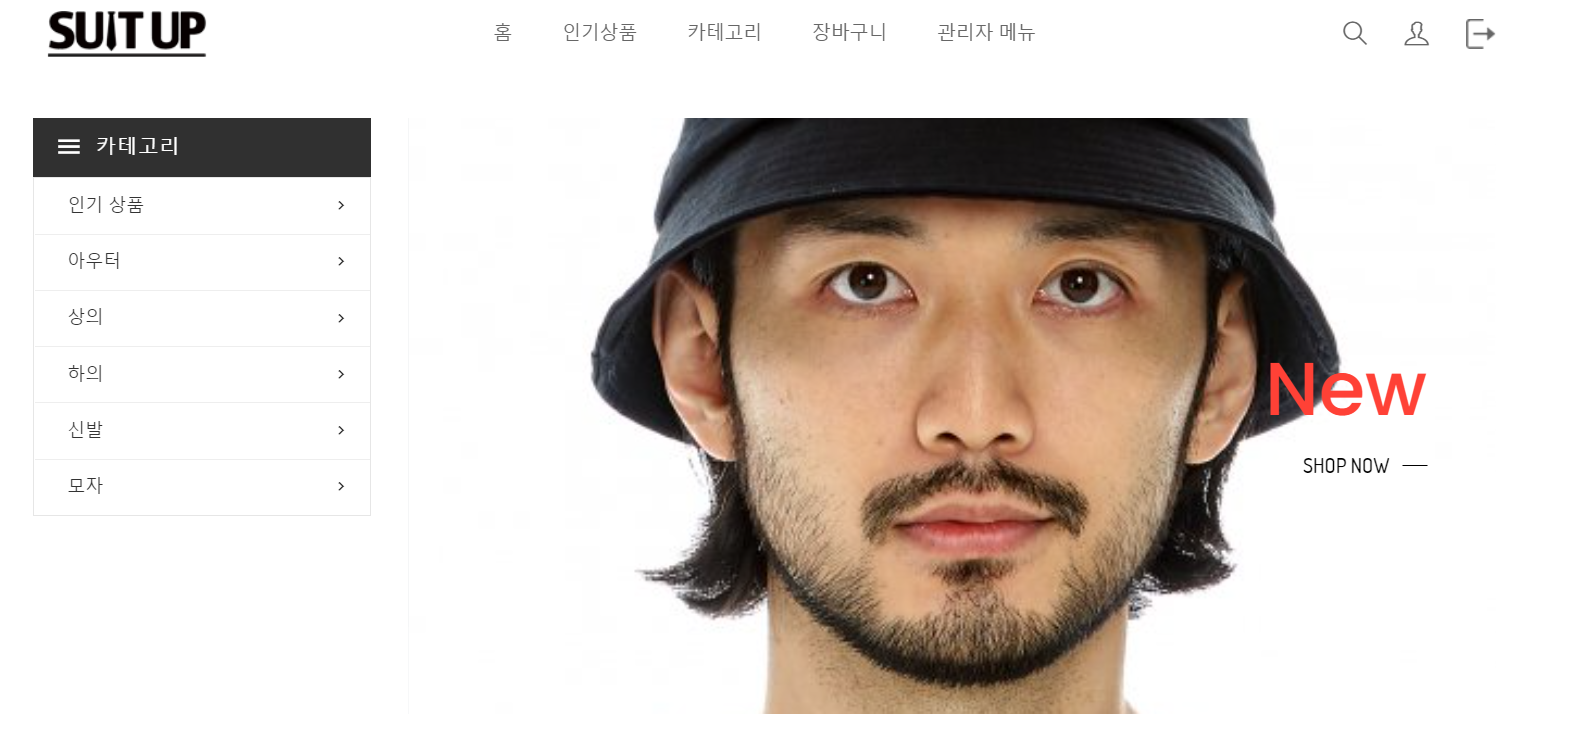 SUIT UP
홈
인기상품
카테고리
장바구니
관리자 메뉴
카테고리
인기 상품
아우터
상의
하의
신발
모자
New
SHOP NOW